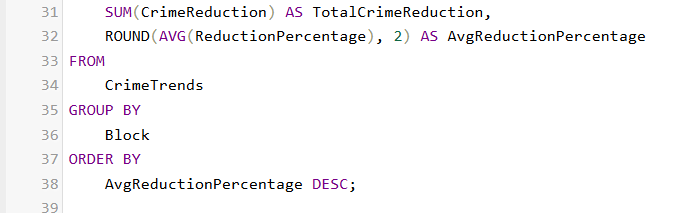 31 SUM(CrimeReduction) AS TotalCrimeReduction,
32 ROUND(AVG(ReductionPercentage), 2) AS AvgReductionPercentage
33 FROM
34 CrimeTrends
35 GROUP BY
36 Block
37 ORDER BY
38 AvgReductionPercentage DESC;
39